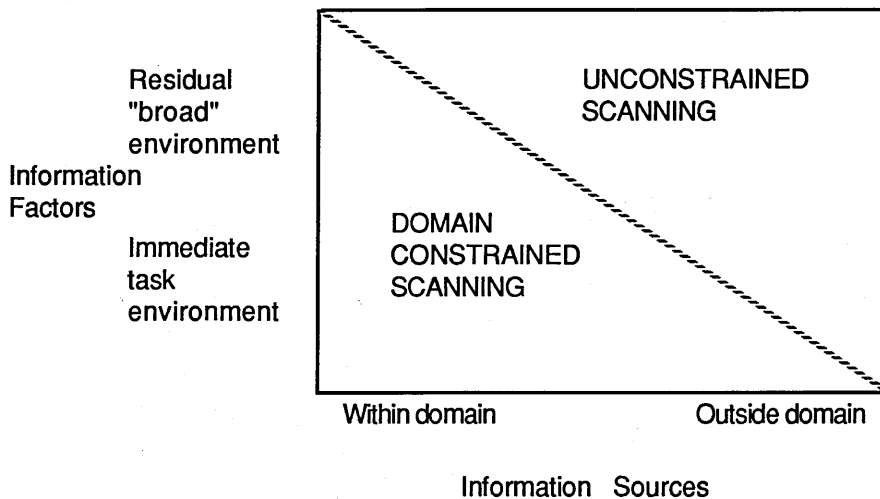 Residual
"broad"
environment
UNCONSTRAINED
SCANNING
Information
Factors
DOMAIN
CONSTRAINED
SCANNING
Immediate
task
environment
Within domain
Outside domain
Information Sources